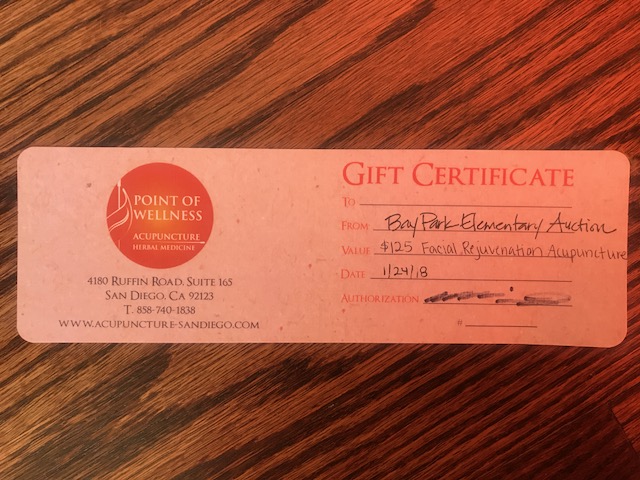 POINT OF
WELLNESS
ACUPUNCTURE
HERBAL MEDICINE
4180 RUFFIN ROAD, SUITE 165
SAN DIEGO, CA 92123
T. 858-740-1838
WWW.ACUPUNCTURE-SANDIEGO.COM
GIFT CERTIFICATE
TO
FROM Bay Park Elementary Auction
VALUE $125 Facial Rejuvenation Acupuncture
DATE 1/24/18
AUTHORIZATION
#